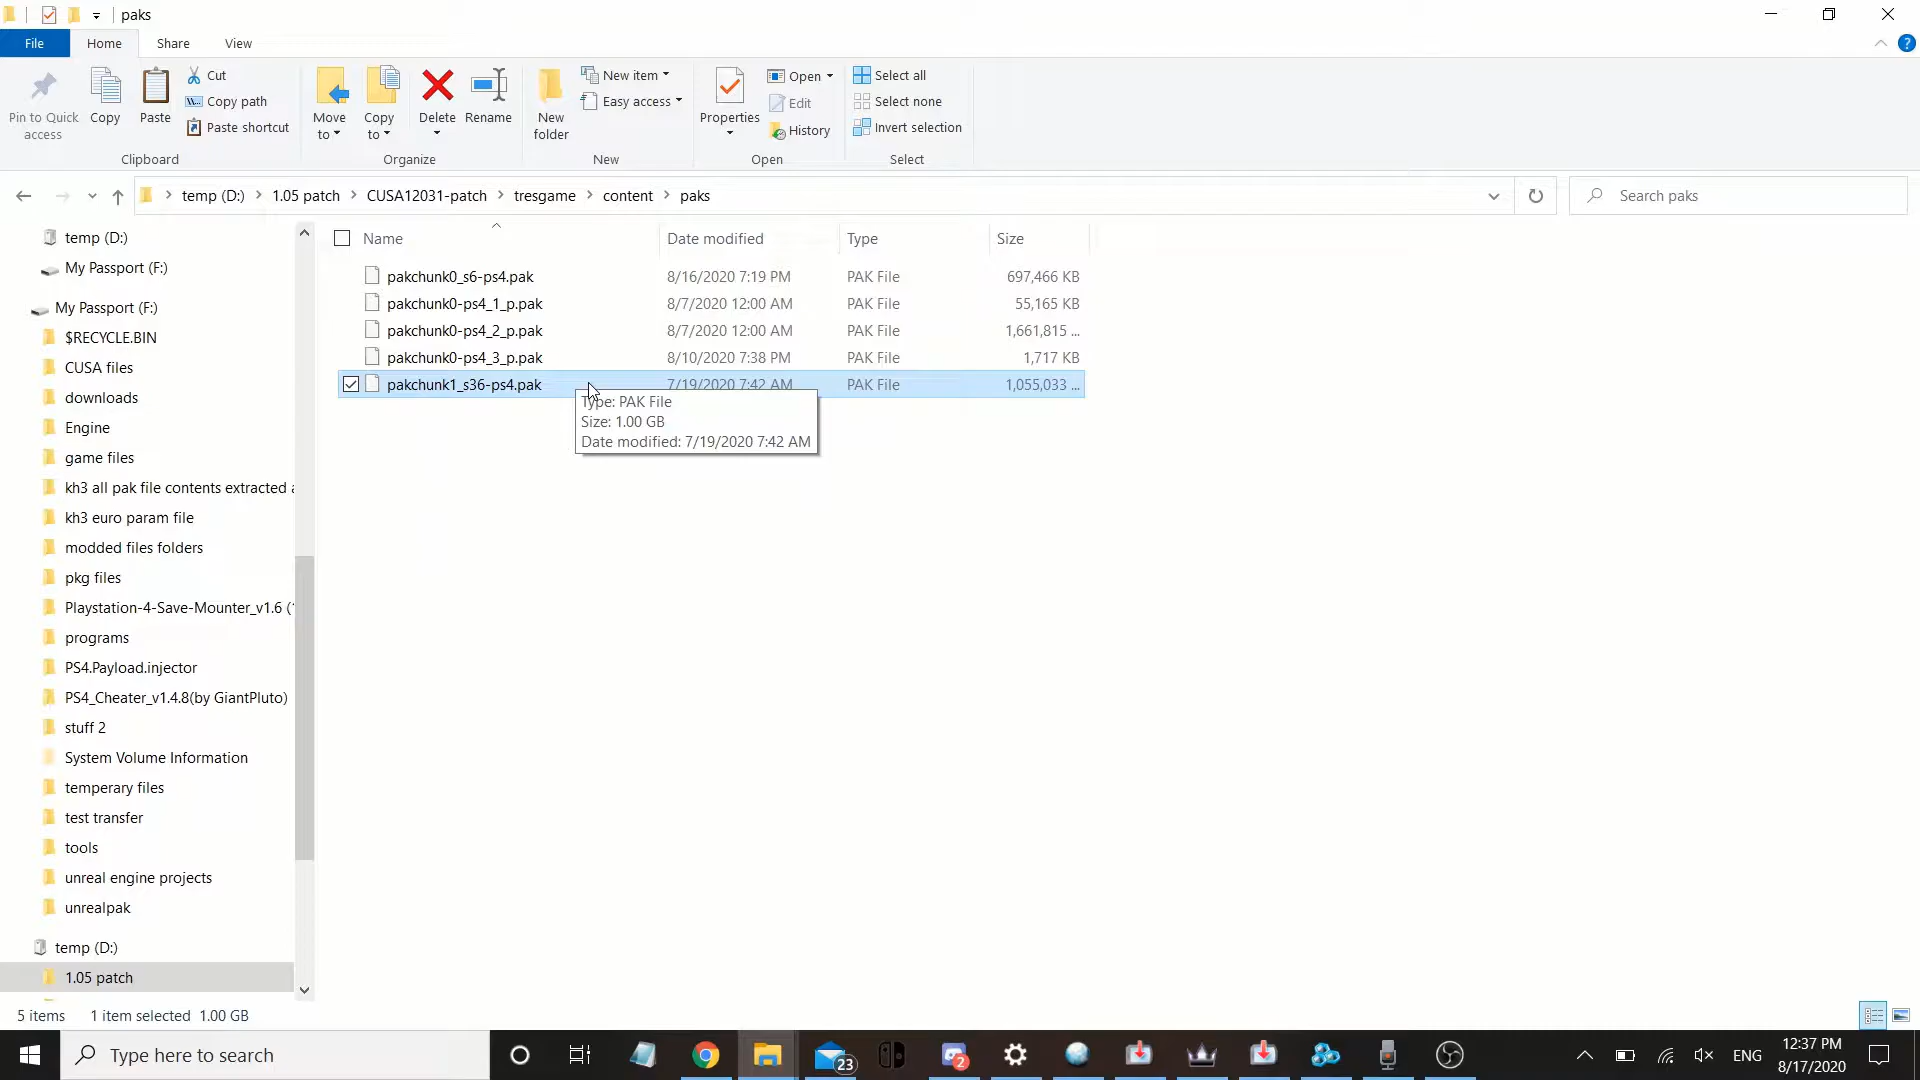 paks
File
Home
Share
View
Pin to Quick
access
Copy
Paste
Cut
Copy path
Paste shortcut
Clipboard
Move
to
Copy
to
Delete
Rename
Organize
New
folder
New item
Easy access
New
Properties
Open
Edit
History
Open
Select all
Select none
Invert selection
Select
temp (D:) > 1.05 patch > CUSA12031-patch > tresgame > content > paks
Search paks
Name Date modified Type Size
pakchunk0_s6-ps4.pak 8/16/2020 7:19 PM PAK File 697,466 KB
pakchunk0-ps4_1_p.pak 8/7/2020 12:00 AM PAK File 55,165 KB
pakchunk0-ps4_2_p.pak 8/7/2020 12:00 AM PAK File 1,661,815 ...
pakchunk0-ps4_3_p.pak 8/10/2020 7:38 PM PAK File 1,717 KB
pakchunk1_s36-ps4.pak 7/19/2020 7:42 AM PAK File 1,055,033 ...
Type: PAK File
Size: 1.00 GB
Date modified: 7/19/2020 7:42 AM
temp (D:)
My Passport (F:)
My Passport (F:)
$RECYCLE.BIN
CUSA files
downloads
Engine
game files
kh3 all pak file contents extracted
kh3 euro param file
modded files folders
pkg files
Playstation-4-Save-Mounter_v1.6 (
programs
PS4.Payload.injector
PS4_Cheater_v1.4.8(by GiantPluto)
stuff 2
System Volume Information
temperary files
test transfer
tools
unreal engine projects
unrealpak
temp (D:)
1.05 patch
5 items 1 item selected 1.00 GB
Type here to search
23
2
ENG
12:37 PM
8/17/2020